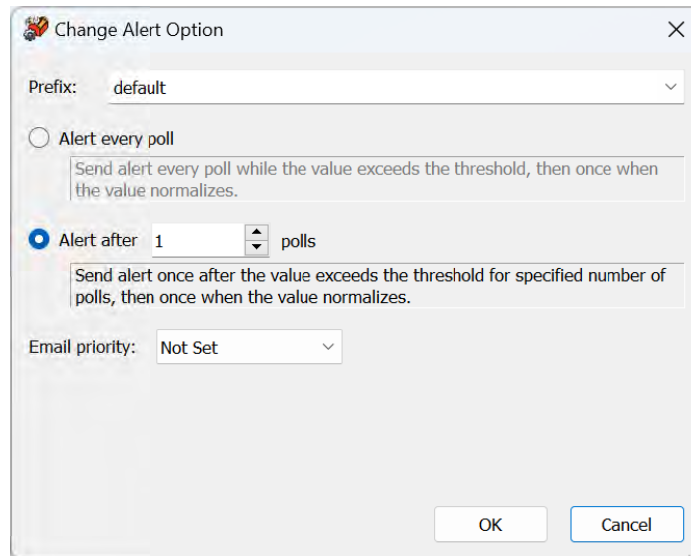 Change Alert Option
Prefix: default
Alert every poll
Send alert every poll while the value exceeds the threshold, then once when
the value normalizes.
Alert after 1 polls
Send alert once after the value exceeds the threshold for specified number of
polls, then once when the value normalizes.
Email priority: Not Set
OK Cancel